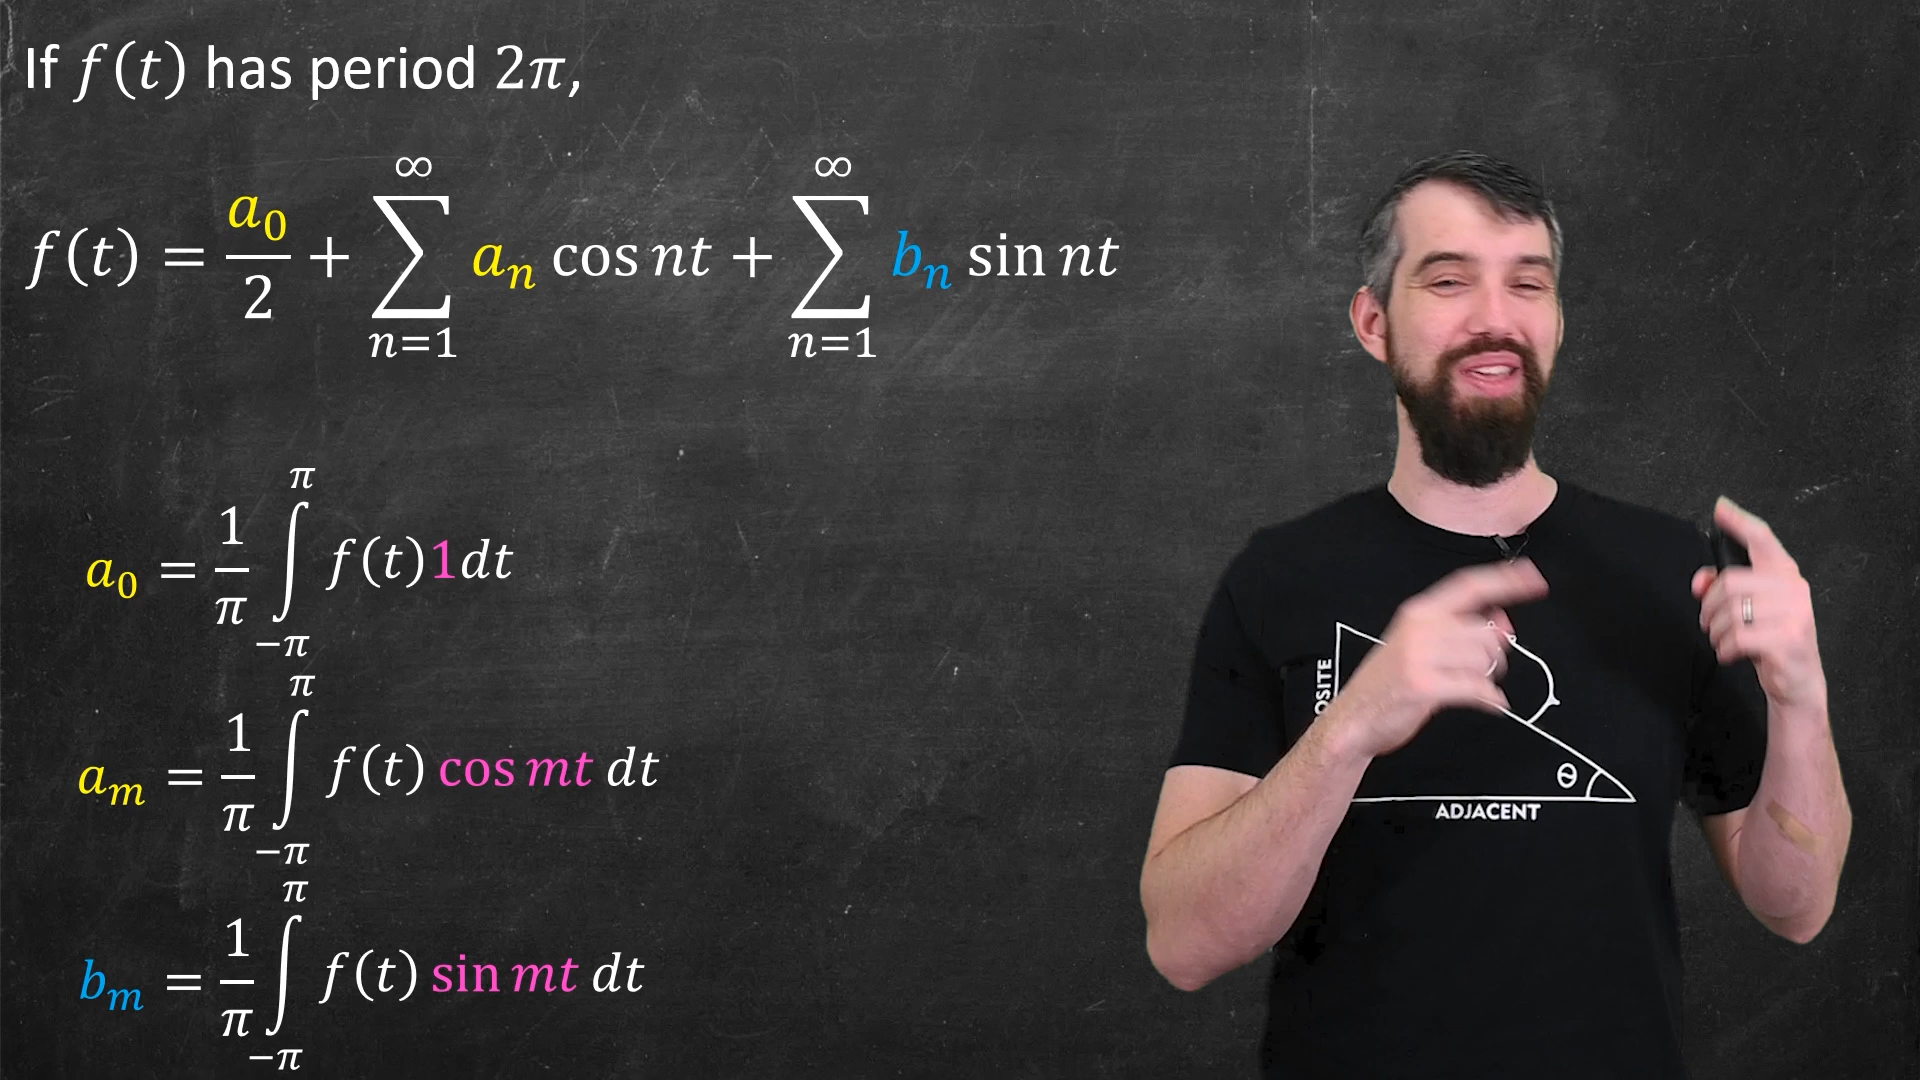 If f(t) has period 2π,
f(t) = a₀/2 + ∑_{n=1}^{∞} aₙ cos nt + ∑_{n=1}^{∞} bₙ sin nt
a₀ = 1/π ∫_{-π}^{π} f(t)1dt
aₘ = 1/π ∫_{-π}^{π} f(t) cos mt dt
bₘ = 1/π ∫_{-π}^{π} f(t) sin mt dt
θ
ADJACENT